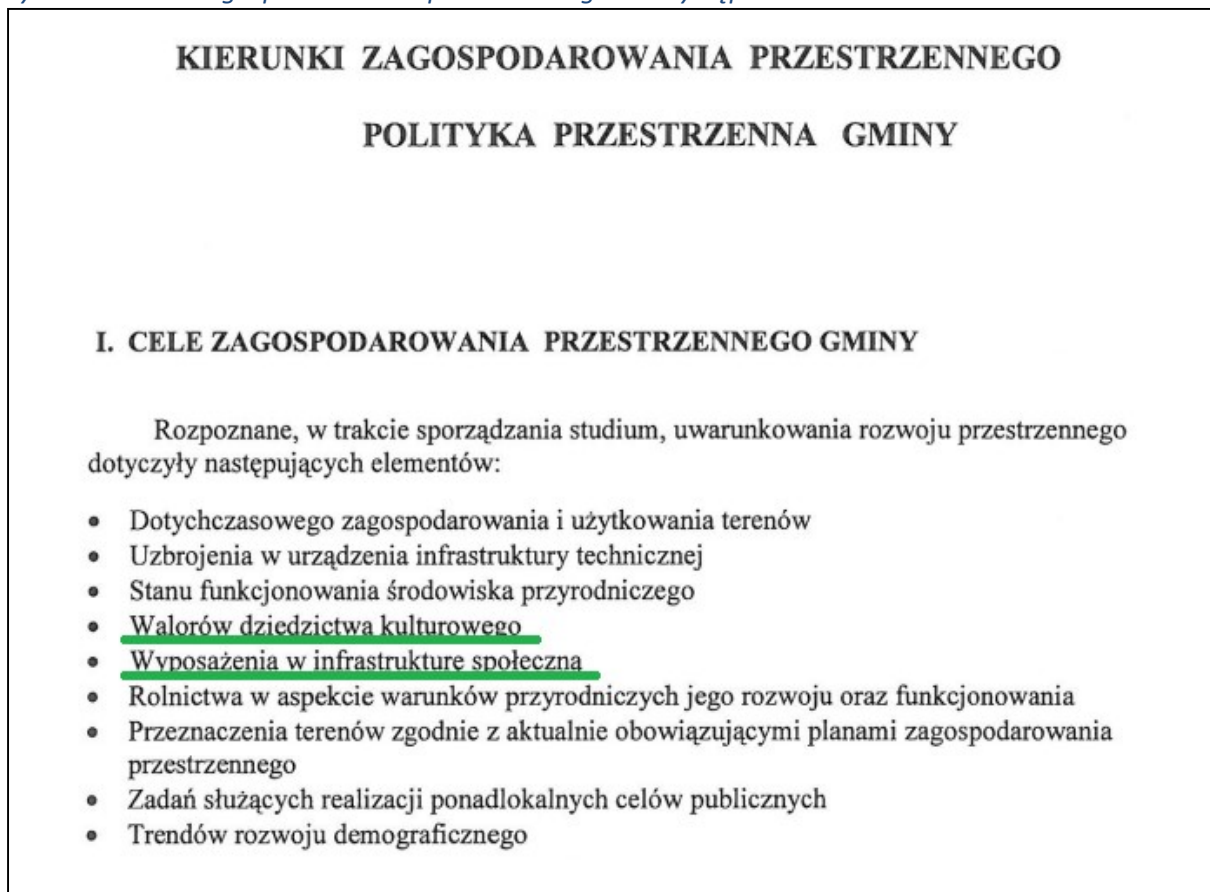 KIERUNKI ZAGOSPODAROWANIA PRZESTRZENNEGO
POLITYKA PRZESTRZENNA GMINY
I. CELE ZAGOSPODAROWANIA PRZESTRZENNEGO GMINY
Rozpoznane, w trakcie sporządzania studium, uwarunkowania rozwoju przestrzennego
dotyczyły następujących elementów:
• Dotychczasowego zagospodarowania i użytkowania terenów
• Uzbrojenia w urządzenia infrastruktury technicznej
• Stanu funkcjonowania środowiska przyrodniczego
• Walorów dziedzictwa kulturowego
• Wyposażenia w infrastrukturę społeczną
• Rolnictwa w aspekcie warunków przyrodniczych jego rozwoju oraz funkcjonowania
• Przeznaczenia terenów zgodnie z aktualnie obowiązującymi planami zagospodarowania
przestrzennego
• Zadań służących realizacji ponadlokalnych celów publicznych
• Trendów rozwoju demograficznego